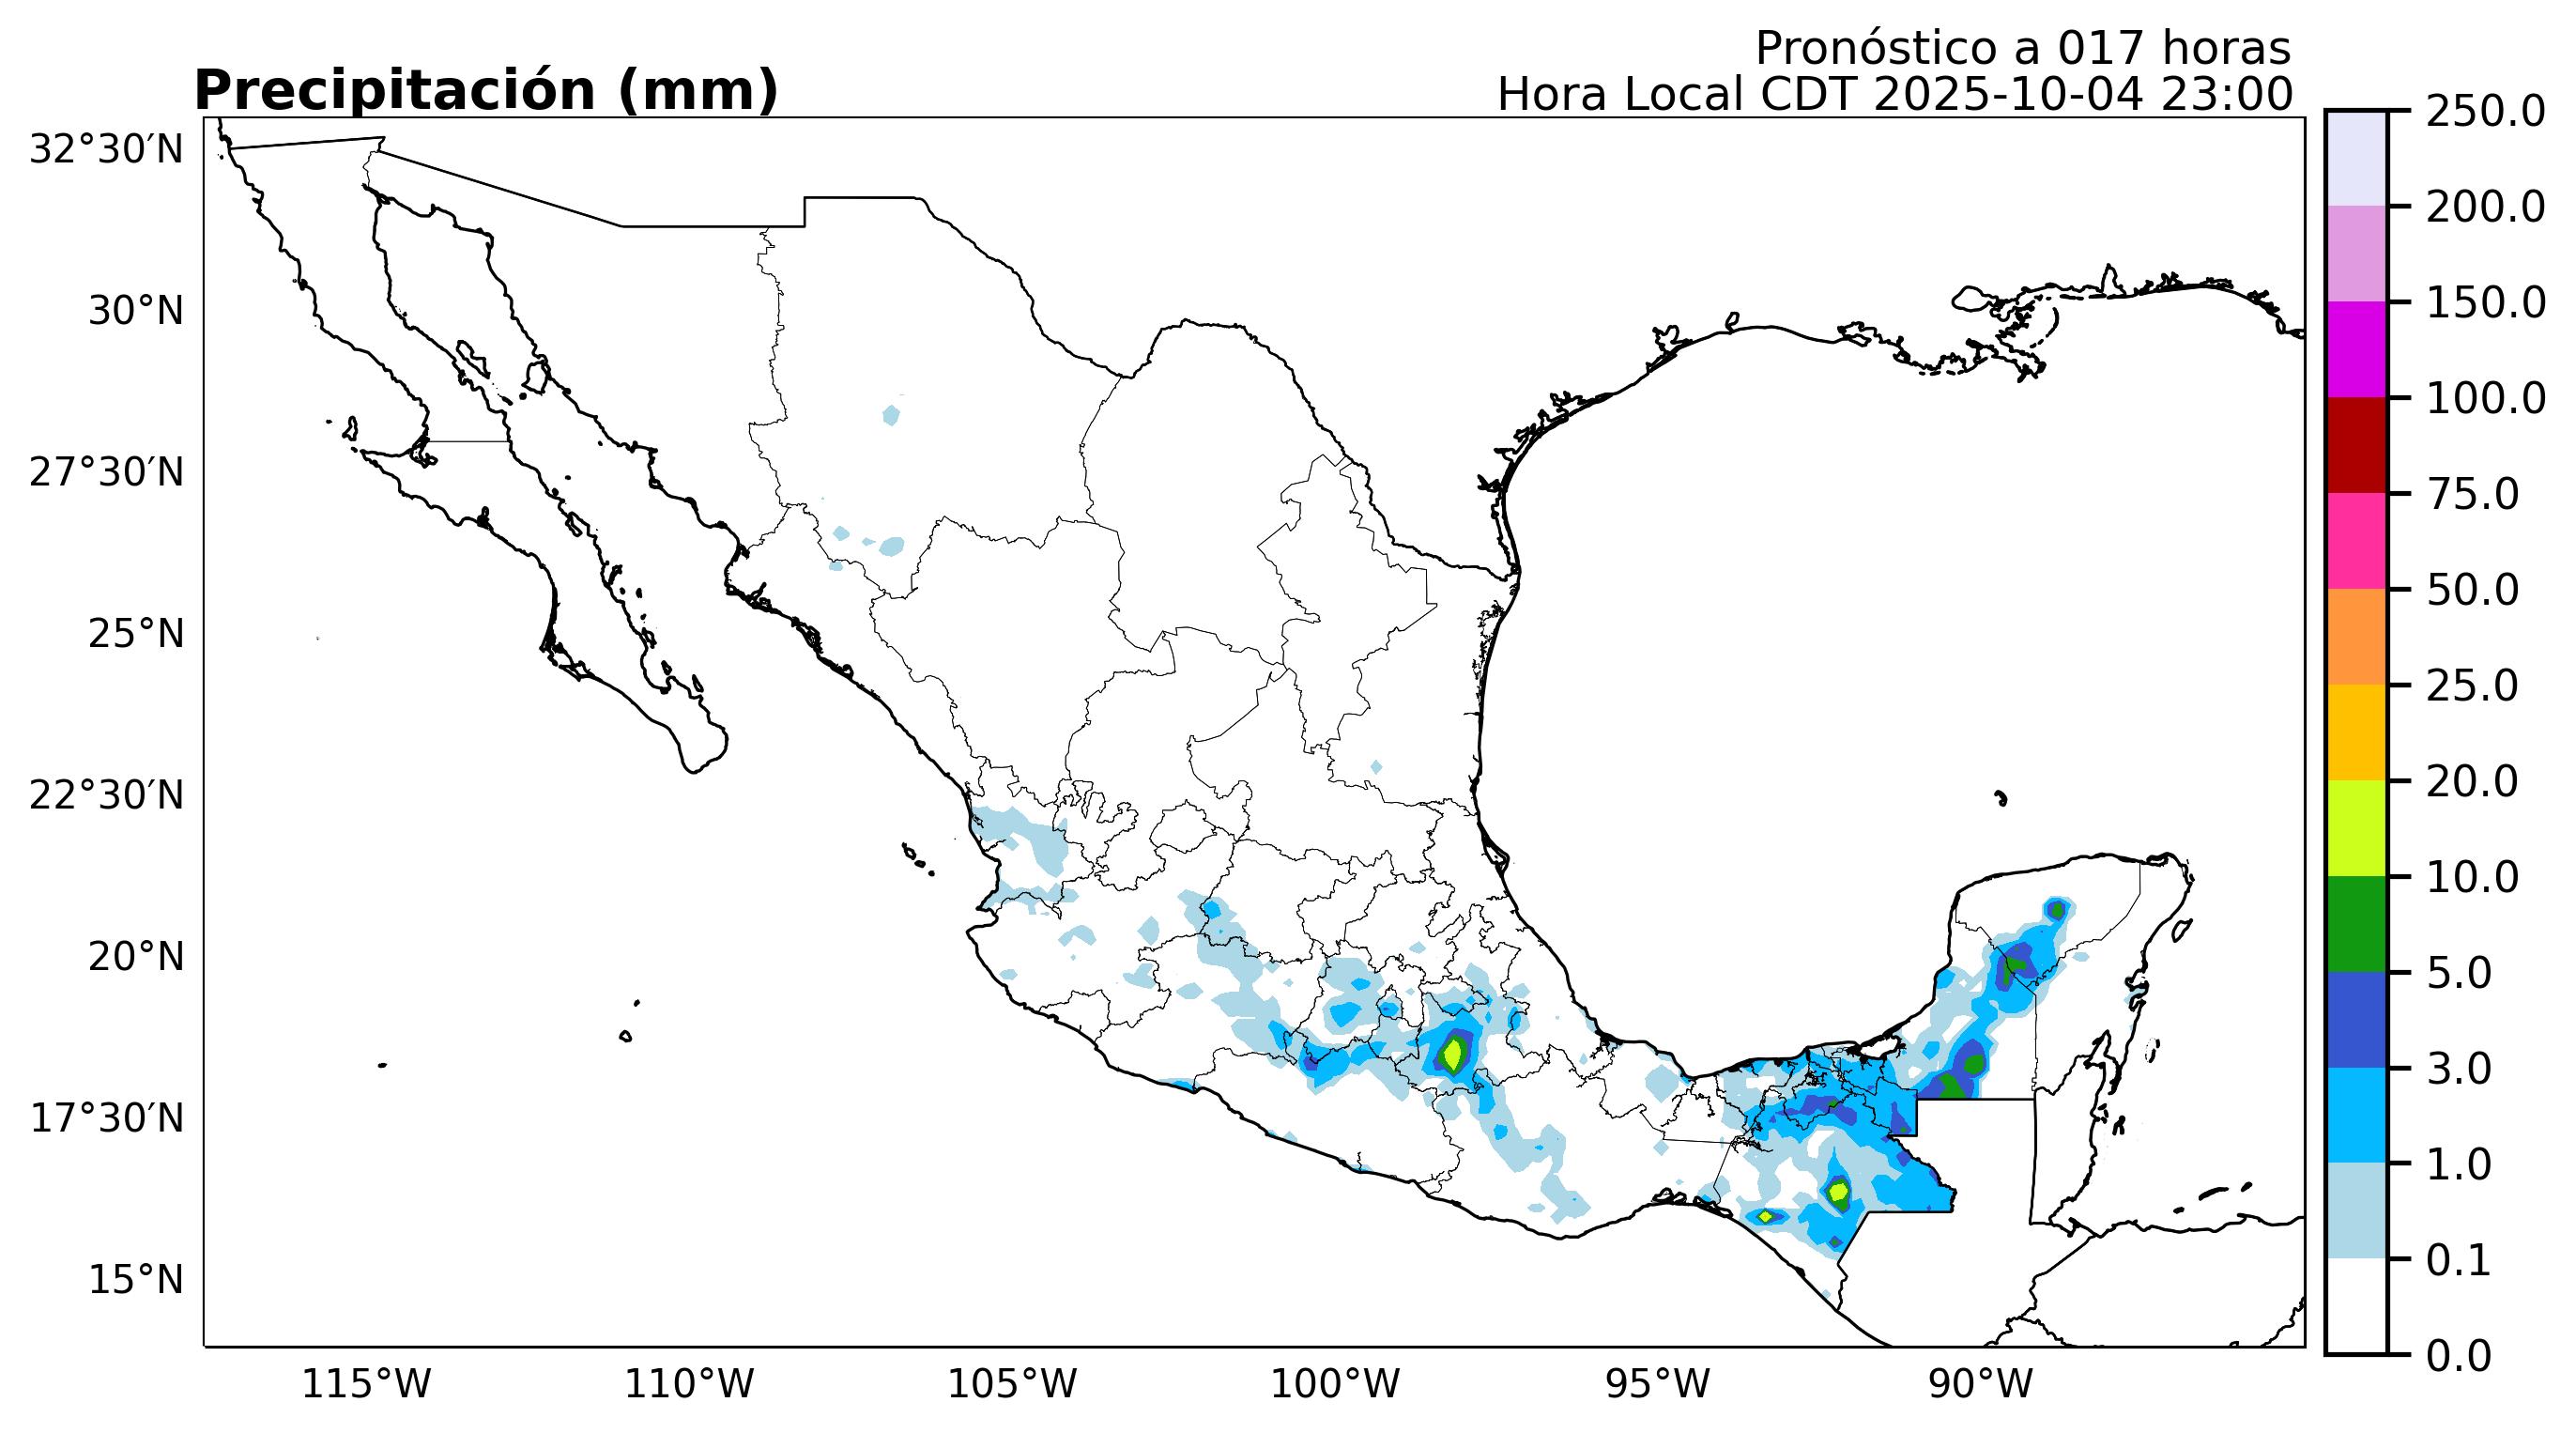 Pronóstico a 017 horas
Precipitación (mm)
Hora Local CDT 2025-10-04 23:00
32°30′N
30°N
27°30′N
25°N
22°30′N
20°N
17°30′N
15°N
115°W
110°W
105°W
100°W
95°W
90°W
250.0
200.0
150.0
100.0
75.0
50.0
25.0
20.0
10.0
5.0
3.0
1.0
0.1
0.0